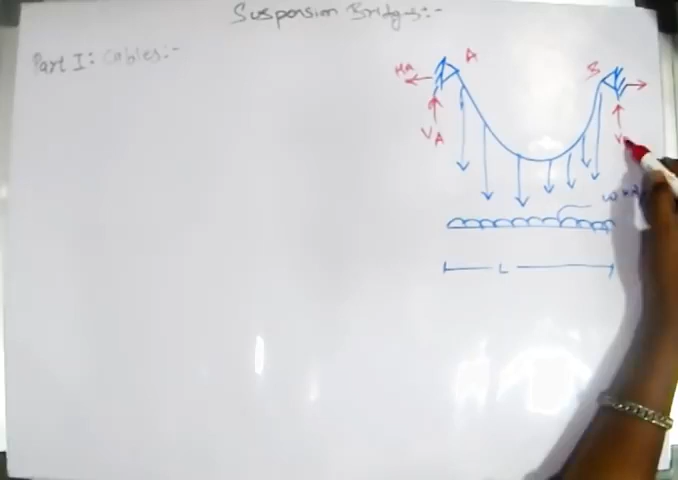 Suspension Bridges:-
Part I: Cables:-
A
B
HA
VA
L